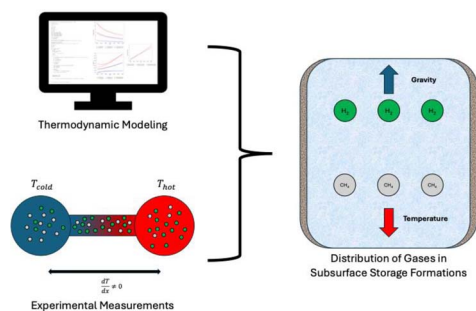 Thermodynamic Modeling
T_cold
T_hot
dT/ds ≠ 0
Experimental Measurements
Gravity
H₂ H₂ H₂
CH₄ CH₄ CH₄
Temperature
Distribution of Gases in
Subsurface Storage Formations